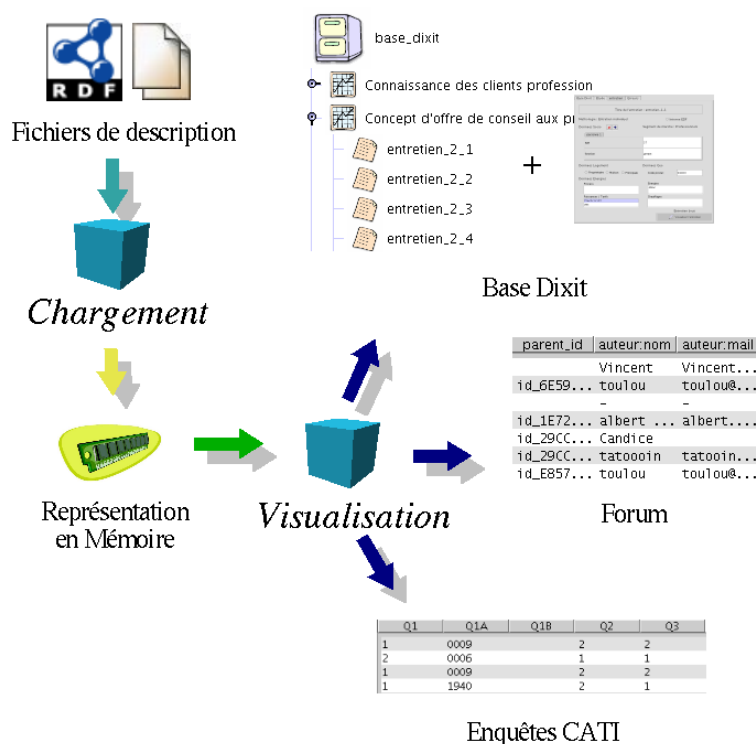 base_dixit
R D F
Connaissance des clients profession
Fichiers de description
Concept d'offre de conseil aux pr
entretien_2_1
+
entretien_2_2
entretien_2_3
entretien_2_4
Base Dixit
Chargement
parent_id auteur:nom auteur:mail
Vincent Vincent...
id_6E59... toulou toulou@...
- -
id_1E72... albert ... albert....
id_29CC... Candice
id_29CC... tatoooin tatooin...
id_E857... toulou toulou@...
Représentation
en Mémoire
Visualisation
Forum
Q1 Q1A Q1B Q2 Q3
1 0009 2 2
2 0006 1 1
1 0009 2 2
1 1940 2 1
Enquêtes CATI